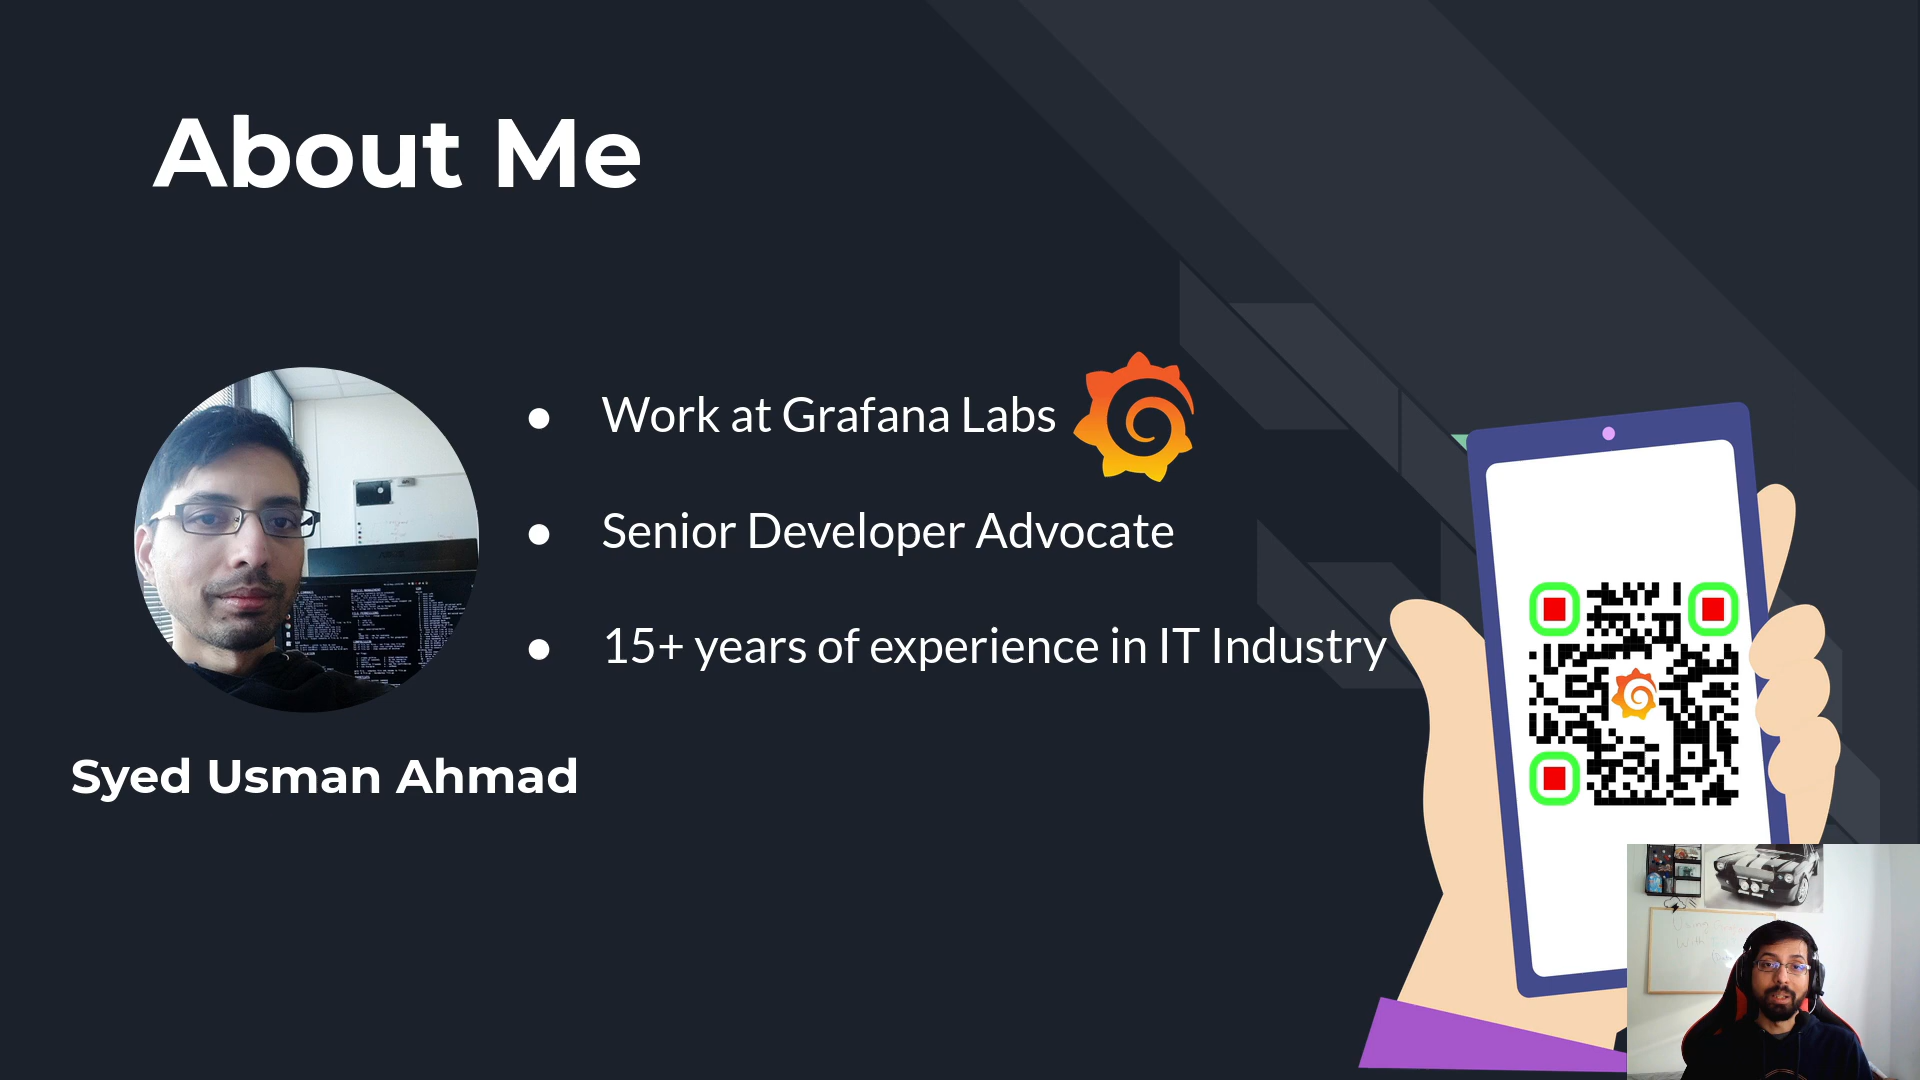 About Me
Work at Grafana Labs
Senior Developer Advocate
15+ years of experience in IT Industry
Syed Usman Ahmad